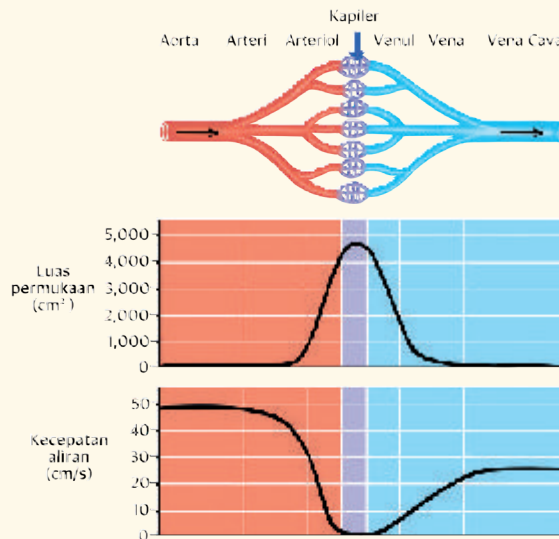 Kapiler
Aorta Arteri Arteriol Venul Vena Vena Cava
5,000
4,000
3,000
2,000
1,000
0
Luas
permukaan
(cm²)
50
40
30
20
10
0
Kecepatan
aliran
(cm/s)